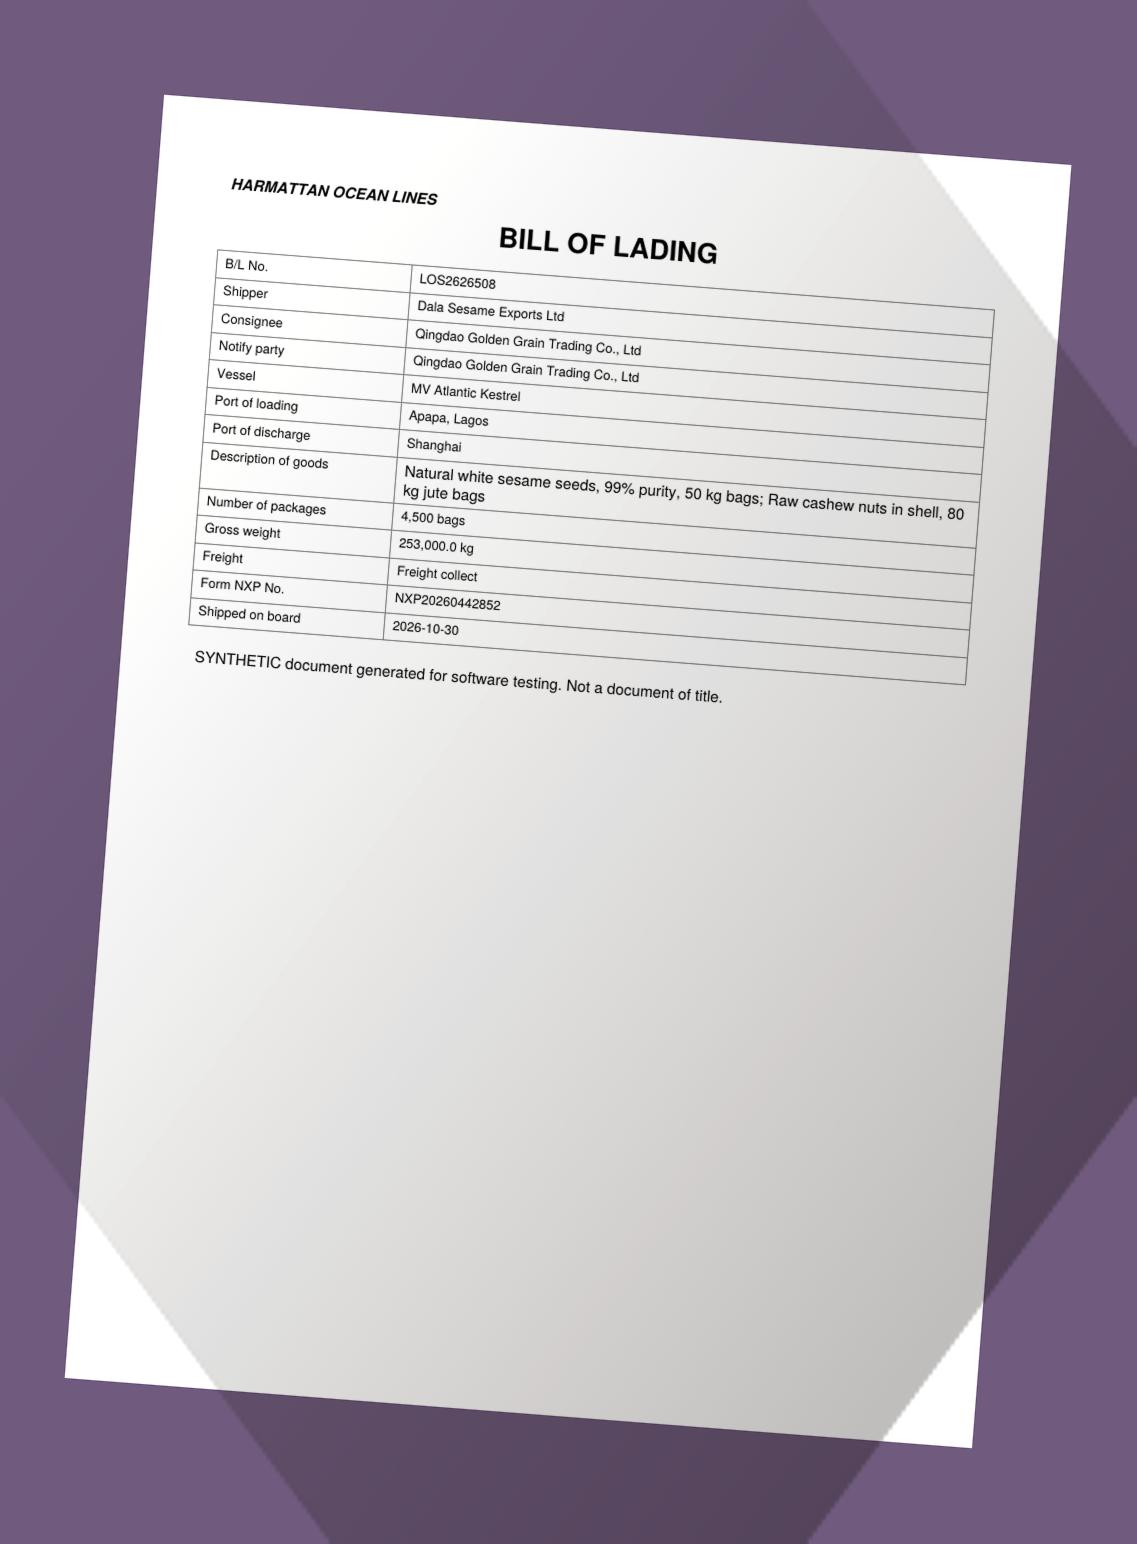 HARMATTAN OCEAN LINES
BILL OF LADING
B/L No. LOS2626508
Shipper Dala Sesame Exports Ltd
Consignee Qingdao Golden Grain Trading Co., Ltd
Notify party Qingdao Golden Grain Trading Co., Ltd
Vessel MV Atlantic Kestrel
Port of loading Apapa, Lagos
Port of discharge Shanghai
Description of goods Natural white sesame seeds, 99% purity, 50 kg bags; Raw cashew nuts in shell, 80
kg jute bags
Number of packages 4,500 bags
Gross weight 253,000.0 kg
Freight Freight collect
Form NXP No. NXP20260442852
Shipped on board 2026-10-30
SYNTHETIC document generated for software testing. Not a document of title.